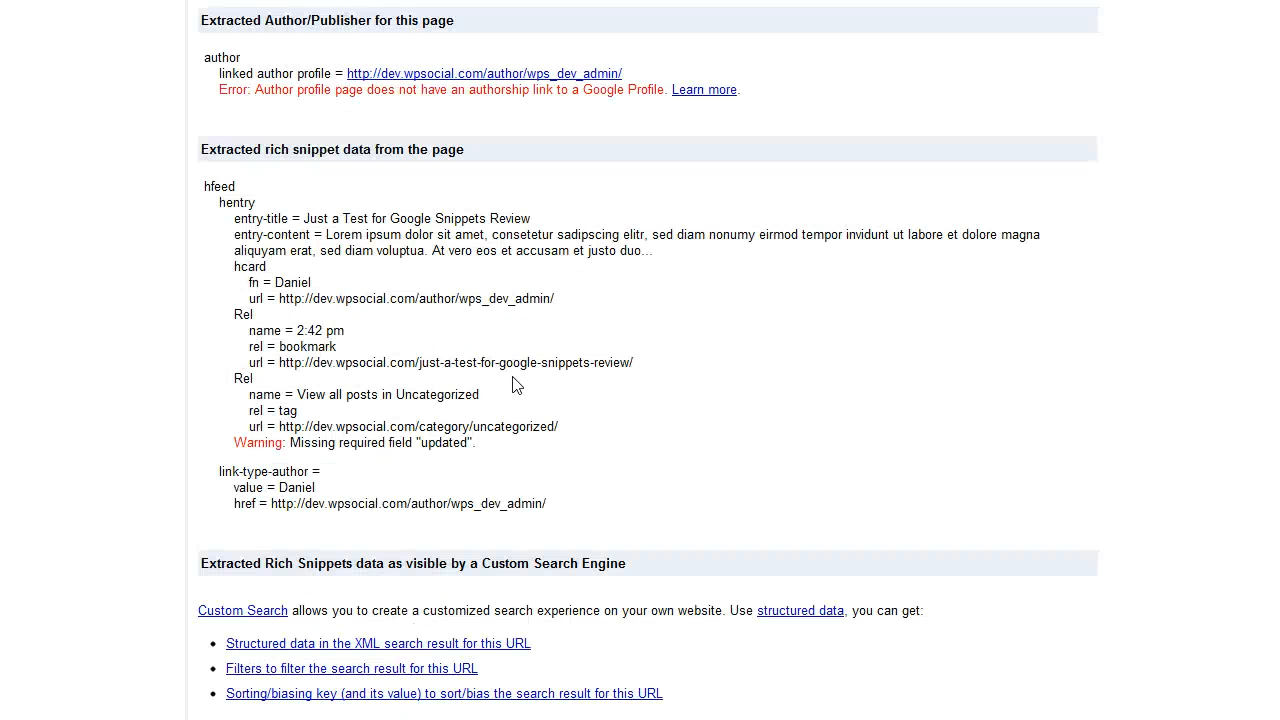 Extracted Author/Publisher for this page
author
linked author profile = http://dev.wpsocial.com/author/wps_dev_admin/
Error: Author profile page does not have an authorship link to a Google Profile. Learn more.
Extracted rich snippet data from the page
hfeed
hentry
entry-title = Just a Test for Google Snippets Review
entry-content = Lorem ipsum dolor sit amet, consetetur sadipscing elitr, sed diam nonumy eirmod tempor invidunt ut labore et dolore magna
aliquyam erat, sed diam voluptua. At vero eos et accusam et justo duo...
hcard
fn = Daniel
url = http://dev.wpsocial.com/author/wps_dev_admin/
Rel
name = 2:42 pm
rel = bookmark
url = http://dev.wpsocial.com/just-a-test-for-google-snippets-review/
Rel
name = View all posts in Uncategorized
rel = tag
url = http://dev.wpsocial.com/category/uncategorized/
Warning: Missing required field "updated".
link-type-author =
value = Daniel
href = http://dev.wpsocial.com/author/wps_dev_admin/
Extracted Rich Snippets data as visible by a Custom Search Engine
Custom Search allows you to create a customized search experience on your own website. Use structured data, you can get:
• Structured data in the XML search result for this URL
• Filters to filter the search result for this URL
• Sorting/biasing key (and its value) to sort/bias the search result for this URL